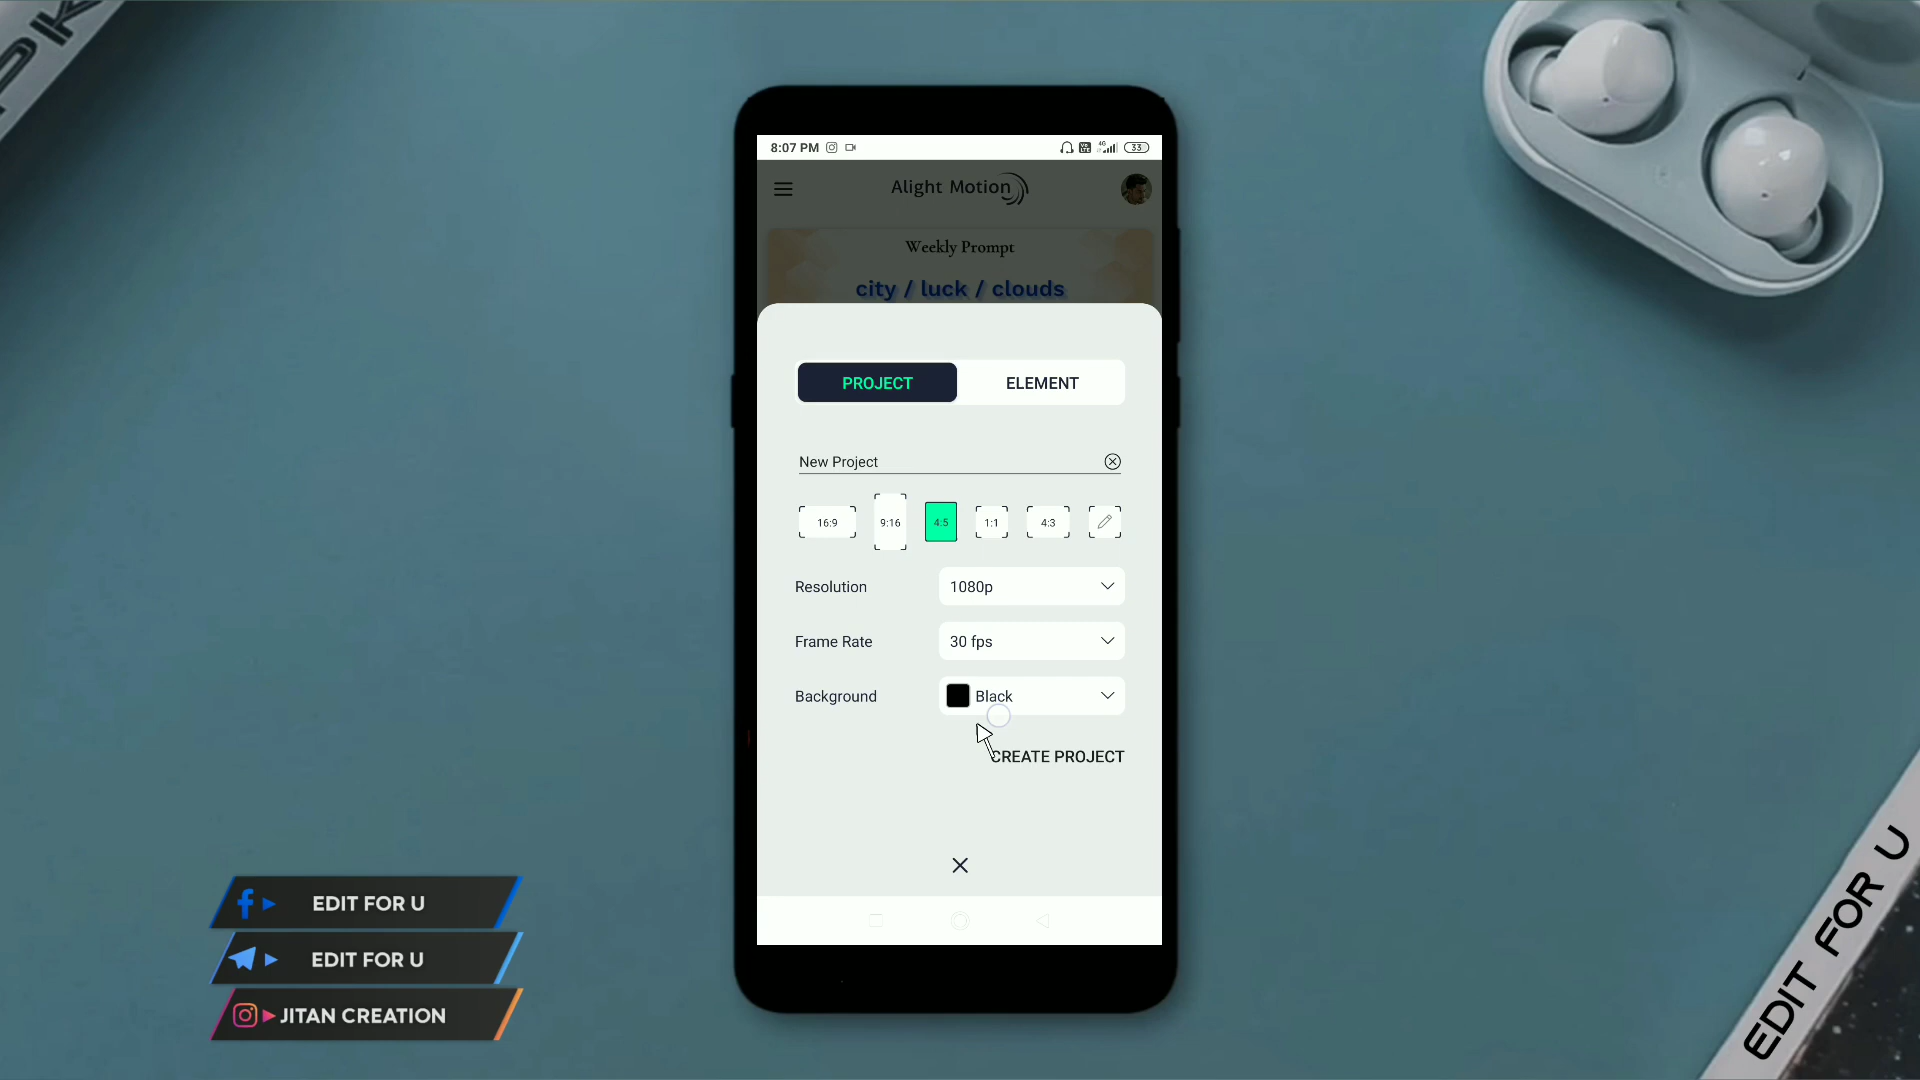 8:07 PM
4G
33
Alight Motion
Weekly Prompt
city / luck / clouds
PROJECT
ELEMENT
New Project
16:9
9:16
4:5
1:1
4:3
Resolution
1080p
Frame Rate
30 fps
Background
Black
CREATE PROJECT
EDIT FOR U
EDIT FOR U
JITAN CREATION
EDIT FOR U